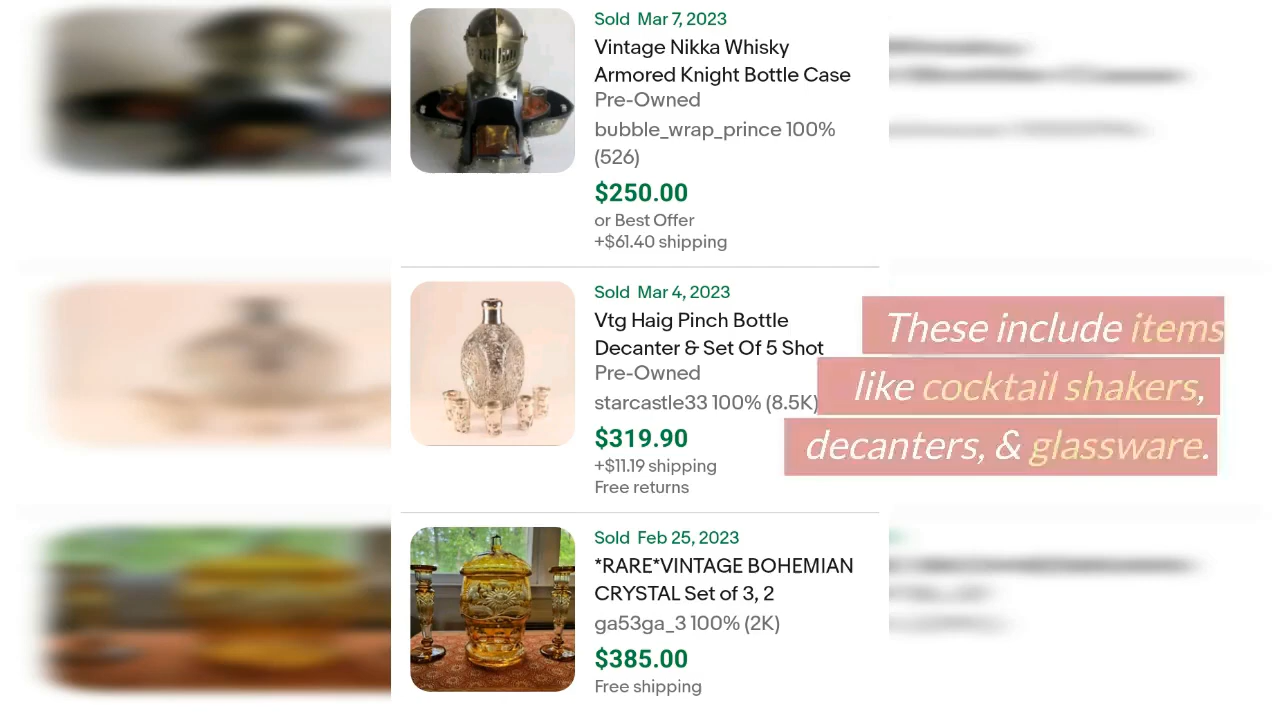 Sold Mar 7, 2023
Vintage Nikka Whisky
Armored Knight Bottle Case
Pre-Owned
bubble_wrap_prince 100%
(526)
$250.00
or Best Offer
+$61.40 shipping
Sold Mar 4, 2023
Vtg Haig Pinch Bottle
Decanter & Set Of 5 Shot
Pre-Owned
starcastle33 100% (8.5K)
$319.90
+$11.19 shipping
Free returns
These include items
like cocktail shakers,
decanters, & glassware.
Sold Feb 25, 2023
*RARE*VINTAGE BOHEMIAN
CRYSTAL Set of 3, 2
ga53ga_3 100% (2K)
$385.00
Free shipping